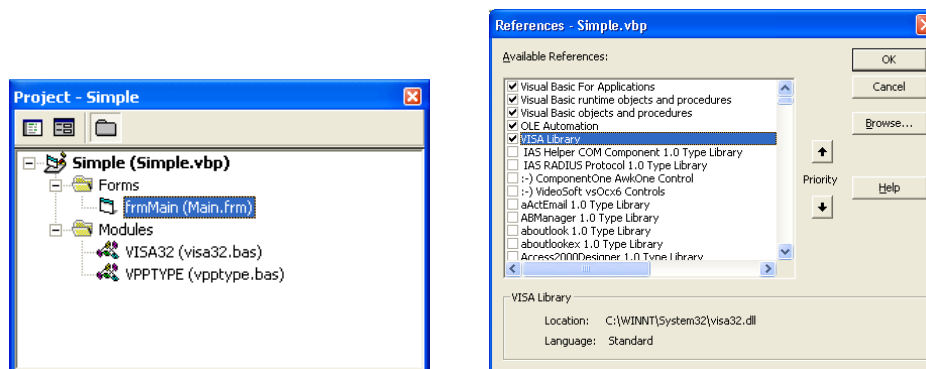 Project - Simple
Simple (Simple.vbp)
Forms
frmMain (Main.frm)
Modules
VISA32 (visa32.bas)
VPPTYPE (vpptype.bas)
References - Simple.vbp
Available References:
Visual Basic For Applications
Visual Basic runtime objects and procedures
Visual Basic objects and procedures
OLE Automation
VISA Library
IAS Helper COM Component 1.0 Type Library
IAS RADIUS Protocol 1.0 Type Library
:-) ComponentOne AwkOne Control
:-) VideoSoft vsOcx6 Controls
aActEmail 1.0 Type Library
ABManager 1.0 Type Library
aboutlook 1.0 Type Library
aboutlookex 1.0 Type Library
Access2000Designer 1.0 Type Library
OK
Cancel
Browse...
Priority
Help
VISA Library
Location: C:\WINNT\System32\visa32.dll
Language: Standard